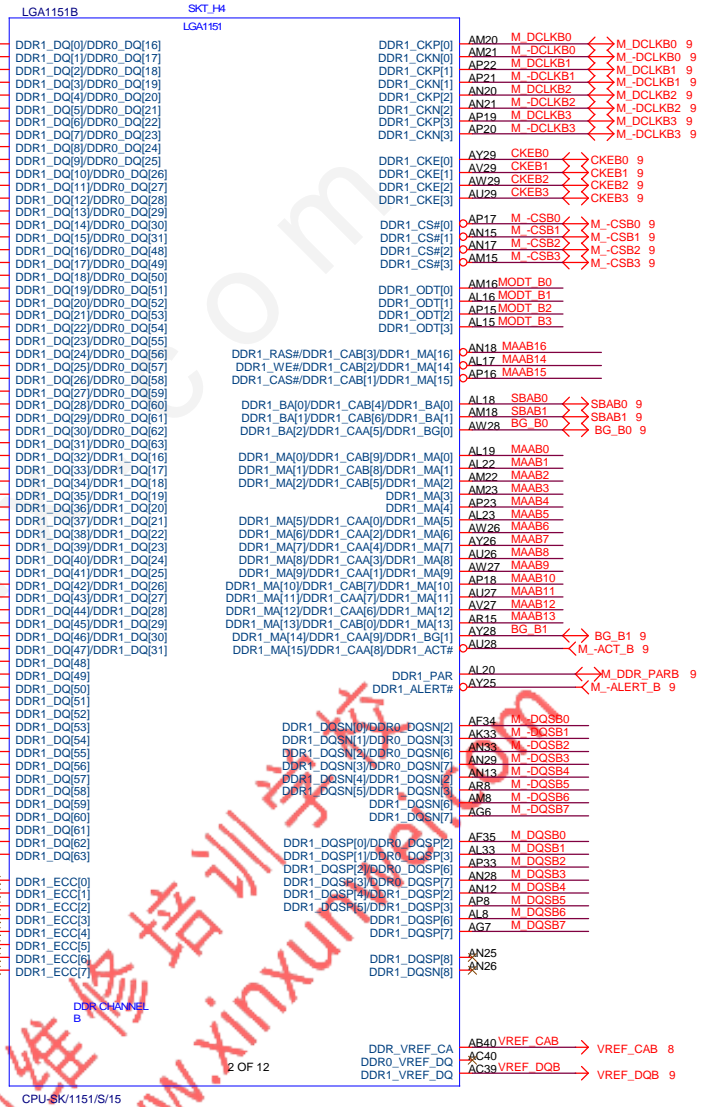 LGA1151B SKT_H4
LGA1151
DDR1_DQ[0]/DDR0_DQ[16] DDR1_CKP[0] AM20 M_DCLKB0 M_DCLKB0 9
DDR1_DQ[1]/DDR0_DQ[17] DDR1_CKN[0] AM21 M_-DCLKB0 M_-DCLKB0 9
DDR1_DQ[2]/DDR0_DQ[18] DDR1_CKP[1] AP22 M_DCLKB1 M_DCLKB1 9
DDR1_DQ[3]/DDR0_DQ[19] DDR1_CKN[1] AP21 M_-DCLKB1 M_-DCLKB1 9
DDR1_DQ[4]/DDR0_DQ[20] DDR1_CKP[2] AN20 M_DCLKB2 M_DCLKB2 9
DDR1_DQ[5]/DDR0_DQ[21] DDR1_CKN[2] AN21 M_-DCLKB2 M_-DCLKB2 9
DDR1_DQ[6]/DDR0_DQ[22] DDR1_CKP[3] AP19 M_DCLKB3 M_DCLKB3 9
DDR1_DQ[7]/DDR0_DQ[23] DDR1_CKN[3] AP20 M_-DCLKB3 M_-DCLKB3 9
DDR1_DQ[8]/DDR0_DQ[24]
DDR1_DQ[9]/DDR0_DQ[25] DDR1_CKE[0] AY29 CKEB0 CKEB0 9
DDR1_DQ[10]/DDR0_DQ[26] DDR1_CKE[1] AV29 CKEB1 CKEB1 9
DDR1_DQ[11]/DDR0_DQ[27] DDR1_CKE[2] AW29 CKEB2 CKEB2 9
DDR1_DQ[12]/DDR0_DQ[28] DDR1_CKE[3] AU29 CKEB3 CKEB3 9
DDR1_DQ[13]/DDR0_DQ[29]
DDR1_DQ[14]/DDR0_DQ[30] DDR1_CS#[0] AP17 M_-CSB0 M_-CSB0 9
DDR1_DQ[15]/DDR0_DQ[31] DDR1_CS#[1] AN15 M_-CSB1 M_-CSB1 9
DDR1_DQ[16]/DDR0_DQ[48] DDR1_CS#[2] AN17 M_-CSB2 M_-CSB2 9
DDR1_DQ[17]/DDR0_DQ[49] DDR1_CS#[3] AM15 M_-CSB3 M_-CSB3 9
DDR1_DQ[18]/DDR0_DQ[50]
DDR1_DQ[19]/DDR0_DQ[51] DDR1_ODT[0] AM16 MODT_B0
DDR1_DQ[20]/DDR0_DQ[52] DDR1_ODT[1] AL16 MODT_B1
DDR1_DQ[21]/DDR0_DQ[53] DDR1_ODT[2] AP15 MODT_B2
DDR1_DQ[22]/DDR0_DQ[54] DDR1_ODT[3] AL15 MODT_B3
DDR1_DQ[23]/DDR0_DQ[55]
DDR1_DQ[24]/DDR0_DQ[56] DDR1_RAS#/DDR1_CAB[3]/DDR1_MA[16] AN18 MAAB16
DDR1_DQ[25]/DDR0_DQ[57] DDR1_WE#/DDR1_CAB[2]/DDR1_MA[14] AL17 MAAB14
DDR1_DQ[26]/DDR0_DQ[58] DDR1_CAS#/DDR1_CAB[1]/DDR1_MA[15] AP16 MAAB15
DDR1_DQ[27]/DDR0_DQ[59]
DDR1_DQ[28]/DDR0_DQ[60] DDR1_BA[0]/DDR1_CAB[4]/DDR1_BA[0] AL18 SBAB0 SBAB0 9
DDR1_DQ[29]/DDR0_DQ[61] DDR1_BA[1]/DDR1_CAB[6]/DDR1_BA[1] AM18 SBAB1 SBAB1 9
DDR1_DQ[30]/DDR0_DQ[62] DDR1_BA[2]/DDR1_CAA[5]/DDR1_BG[0] AW28 BG_B0 BG_B0 9
DDR1_DQ[31]/DDR0_DQ[63]
DDR1_DQ[32]/DDR1_DQ[16] DDR1_MA[0]/DDR1_CAB[9]/DDR1_MA[0] AL19 MAAB0
DDR1_DQ[33]/DDR1_DQ[17] DDR1_MA[1]/DDR1_CAB[8]/DDR1_MA[1] AL22 MAAB1
DDR1_DQ[34]/DDR1_DQ[18] DDR1_MA[2]/DDR1_CAB[5]/DDR1_MA[2] AM22 MAAB2
DDR1_DQ[35]/DDR1_DQ[19] DDR1_MA[3] AM23 MAAB3
DDR1_DQ[36]/DDR1_DQ[20] DDR1_MA[4] AP23 MAAB4
DDR1_DQ[37]/DDR1_DQ[21] DDR1_MA[5]/DDR1_CAA[0]/DDR1_MA[5] AL23 MAAB5
DDR1_DQ[38]/DDR1_DQ[22] DDR1_MA[6]/DDR1_CAA[2]/DDR1_MA[6] AW26 MAAB6
DDR1_DQ[39]/DDR1_DQ[23] DDR1_MA[7]/DDR1_CAA[4]/DDR1_MA[7] AY26 MAAB7
DDR1_DQ[40]/DDR1_DQ[24] DDR1_MA[8]/DDR1_CAA[3]/DDR1_MA[8] AU26 MAAB8
DDR1_DQ[41]/DDR1_DQ[25] DDR1_MA[9]/DDR1_CAA[1]/DDR1_MA[9] AW27 MAAB9
DDR1_DQ[42]/DDR1_DQ[26] DDR1_MA[10]/DDR1_CAB[7]/DDR1_MA[10] AP18 MAAB10
DDR1_DQ[43]/DDR1_DQ[27] DDR1_MA[11]/DDR1_CAA[7]/DDR1_MA[11] AU27 MAAB11
DDR1_DQ[44]/DDR1_DQ[28] DDR1_MA[12]/DDR1_CAA[6]/DDR1_MA[12] AV27 MAAB12
DDR1_DQ[45]/DDR1_DQ[29] DDR1_MA[13]/DDR1_CAB[0]/DDR1_MA[13] AR15 MAAB13
DDR1_DQ[46]/DDR1_DQ[30] DDR1_MA[14]/DDR1_CAA[9]/DDR1_BG[1] AY28 BG_B1 BG_B1 9
DDR1_DQ[47]/DDR1_DQ[31] DDR1_MA[15]/DDR1_CAA[8]/DDR1_ACT# AU28 M_-ACT_B 9
DDR1_DQ[48]
DDR1_DQ[49] DDR1_PAR AL20 M_DDR_PARB 9
DDR1_DQ[50] DDR1_ALERT# AY25 M_-ALERT_B 9
DDR1_DQ[51]
DDR1_DQ[52]
DDR1_DQ[53] DDR1_DQSN[0]/DDR0_DQSN[2] AF34 M_-DQSB0
DDR1_DQ[54] DDR1_DQSN[1]/DDR0_DQSN[3] AK33 M_-DQSB1
DDR1_DQ[55] DDR1_DQSN[2]/DDR0_DQSN[6] AN33 M_-DQSB2
DDR1_DQ[56] DDR1_DQSN[3]/DDR0_DQSN[7] AN29 M_-DQSB3
DDR1_DQ[57] DDR1_DQSN[4]/DDR1_DQSN[2] AN13 M_-DQSB4
DDR1_DQ[58] DDR1_DQSN[5]/DDR1_DQSN[3] AR8 M_-DQSB5
DDR1_DQ[59] DDR1_DQSN[6] AM8 M_-DQSB6
DDR1_DQ[60] DDR1_DQSN[7] AG6 M_-DQSB7
DDR1_DQ[61]
DDR1_DQ[62] DDR1_DQSP[0]/DDR0_DQSP[2] AF35 M_DQSB0
DDR1_DQ[63] DDR1_DQSP[1]/DDR0_DQSP[3] AL33 M_DQSB1
DDR1_DQSP[2]/DDR0_DQSP[6] AP33 M_DQSB2
DDR1_ECC[0] DDR1_DQSP[3]/DDR0_DQSP[7] AN28 M_DQSB3
DDR1_ECC[1] DDR1_DQSP[4]/DDR1_DQSP[2] AN12 M_DQSB4
DDR1_ECC[2] DDR1_DQSP[5]/DDR1_DQSP[3] AP8 M_DQSB5
DDR1_ECC[3] DDR1_DQSP[6] AL8 M_DQSB6
DDR1_ECC[4] DDR1_DQSP[7] AG7 M_DQSB7
DDR1_ECC[5]
DDR1_ECC[6] DDR1_DQSP[8] AN25
DDR1_ECC[7] DDR1_DQSN[8] AN26
DDR CHANNEL
B
DDR_VREF_CA AB40 VREF_CAB VREF_CAB 8
DDR0_VREF_DQ AC40
2 OF 12 DDR1_VREF_DQ AC39 VREF_DQB VREF_DQB 9
CPU-SK/1151/S/15
维修培训学校
w.xinxunwei.com
com